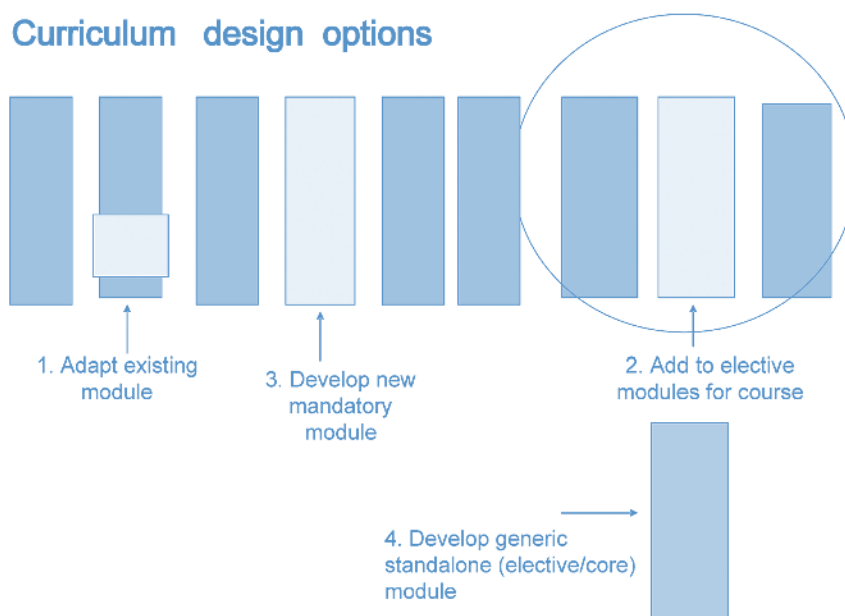 Curriculum design options
1. Adapt existing
module
3. Develop new
mandatory
module
2. Add to elective
modules for course
4. Develop generic
standalone (elective/core)
module